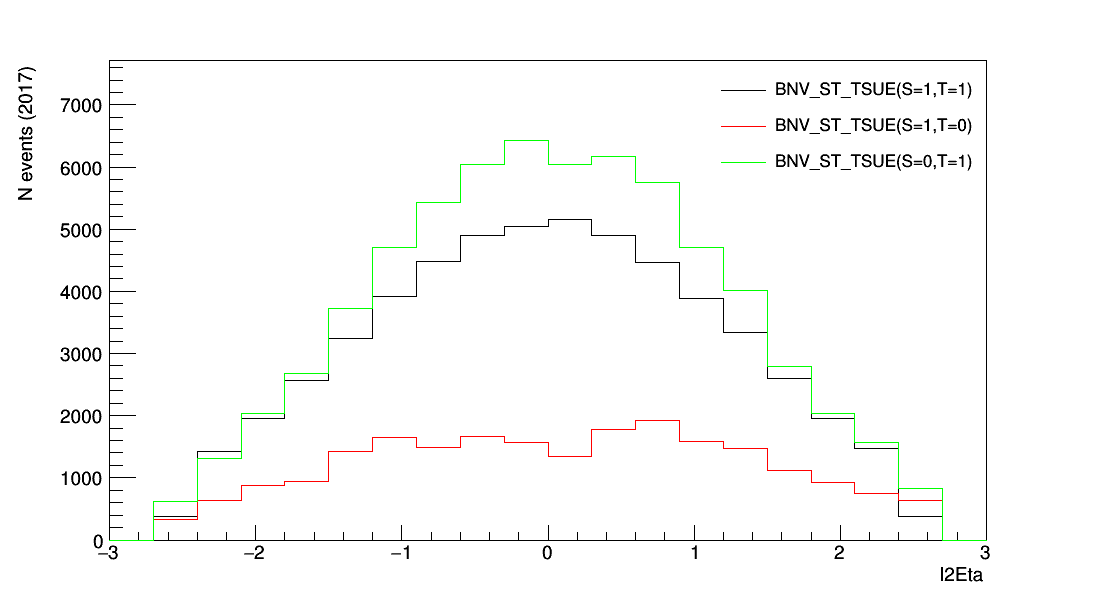 N events (2017)
7000
6000
5000
4000
3000
2000
1000
0
BNV_ST_TSUE(S=1,T=1)
BNV_ST_TSUE(S=1,T=0)
BNV_ST_TSUE(S=0,T=1)
−3 −2 −1 0 1 2 3
l2Eta